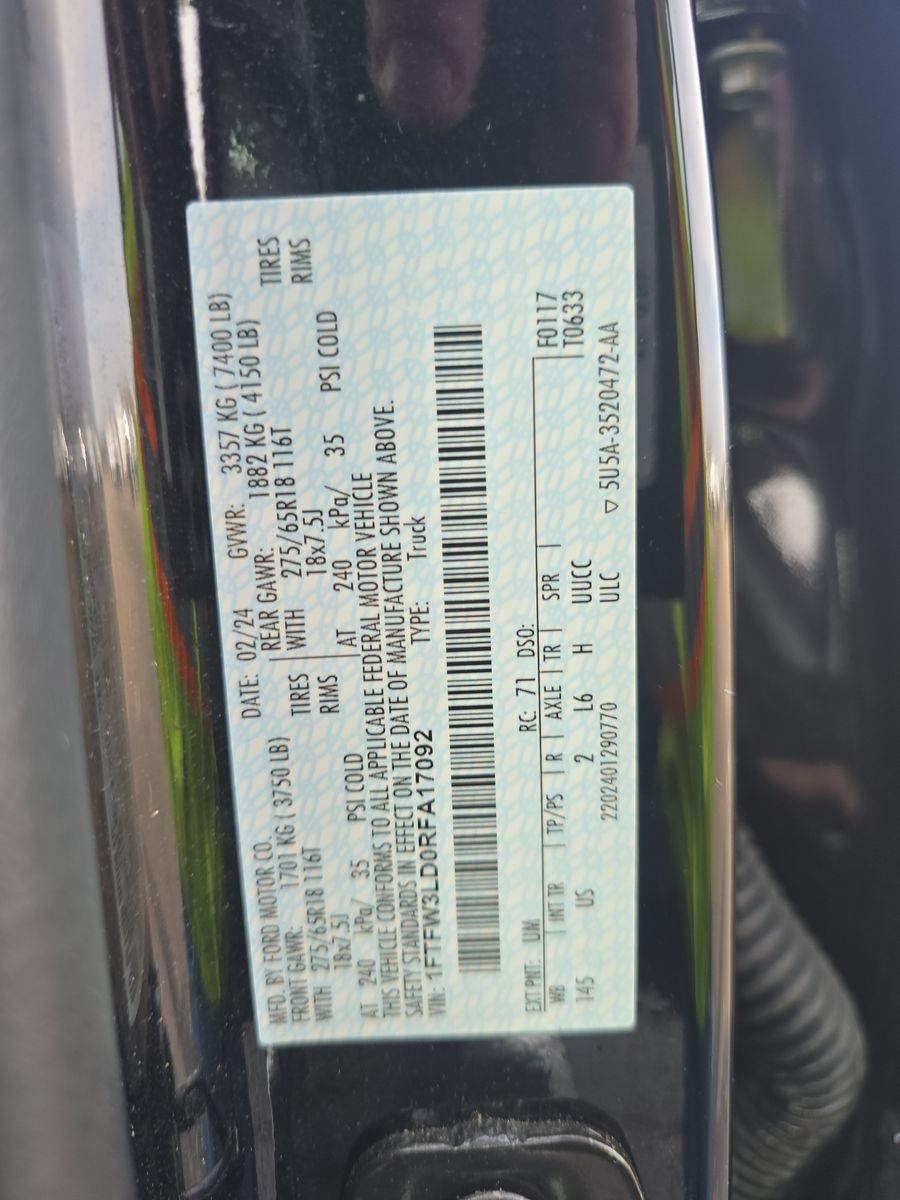 MFD. BY FORD MOTOR CO. DATE: 02/24 GVWR: 3357 KG ( 7400 LB)
FRONT GAWR: 1701 KG ( 3750 LB) REAR GAWR: 1882 KG ( 4150 LB)
WITH 275/65R18 116T TIRES WITH 275/65R18 116T TIRES
18x7.5J RIMS 18x7.5J RIMS
AT 240 kPa/ 35 PSI COLD AT 240 kPa/ 35 PSI COLD
THIS VEHICLE CONFORMS TO ALL APPLICABLE FEDERAL MOTOR VEHICLE
SAFETY STANDARDS IN EFFECT ON THE DATE OF MANUFACTURE SHOWN ABOVE.
VIN: 1FTFW3LD0RFA17092 TYPE: Truck
EXT PNT: UM RC: 71 DSO:
WB INT TR TP/PS R AXLE TR SPR F0117
T0633
145 US 2 L6 H UUCC
ULC
2202401290770 ▽ 5U5A-3520472-AA